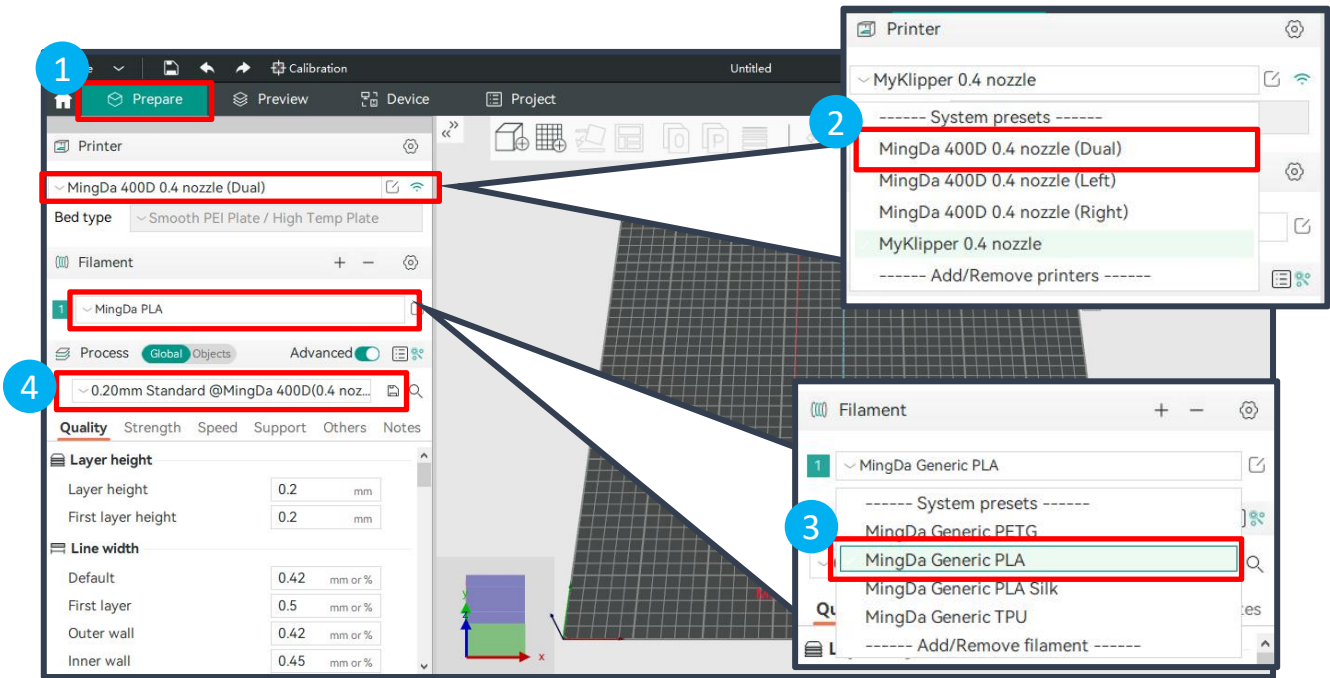 1
e
Calibration
Untitled
Prepare
Preview
Device
Project
Printer
MingDa 400D 0.4 nozzle (Dual)
Bed type
Smooth PEI Plate / High Temp Plate
Filament
1
MingDa PLA
Process
Global
Objects
Advanced
4
0.20mm Standard @MingDa 400D(0.4 noz...
Quality
Strength
Speed
Support
Others
Notes
Layer height
Layer height
0.2
mm
First layer height
0.2
mm
Line width
Default
0.42
mm or %
First layer
0.5
mm or %
Outer wall
0.42
mm or %
Inner wall
0.45
mm or %
y
z
x
Printer
MyKlipper 0.4 nozzle
2
------ System presets ------
MingDa 400D 0.4 nozzle (Dual)
MingDa 400D 0.4 nozzle (Left)
MingDa 400D 0.4 nozzle (Right)
MyKlipper 0.4 nozzle
------ Add/Remove printers ------
Filament
1
MingDa Generic PLA
3
------ System presets ------
MingDa Generic PETG
MingDa Generic PLA
MingDa Generic PLA Silk
MingDa Generic TPU
------ Add/Remove filament ------